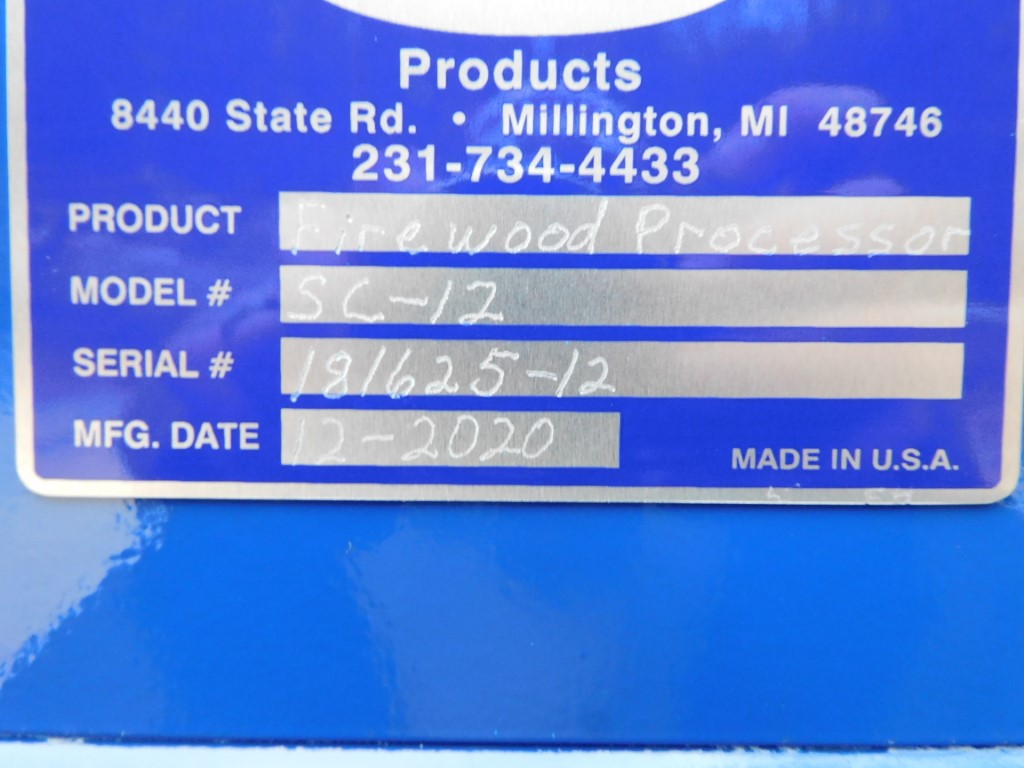 Products
8440 State Rd. • Millington, MI 48746
231-734-4433
PRODUCT Firewood Processor
MODEL # SC-12
SERIAL # 181625-12
MFG. DATE 12-2020
MADE IN U.S.A.